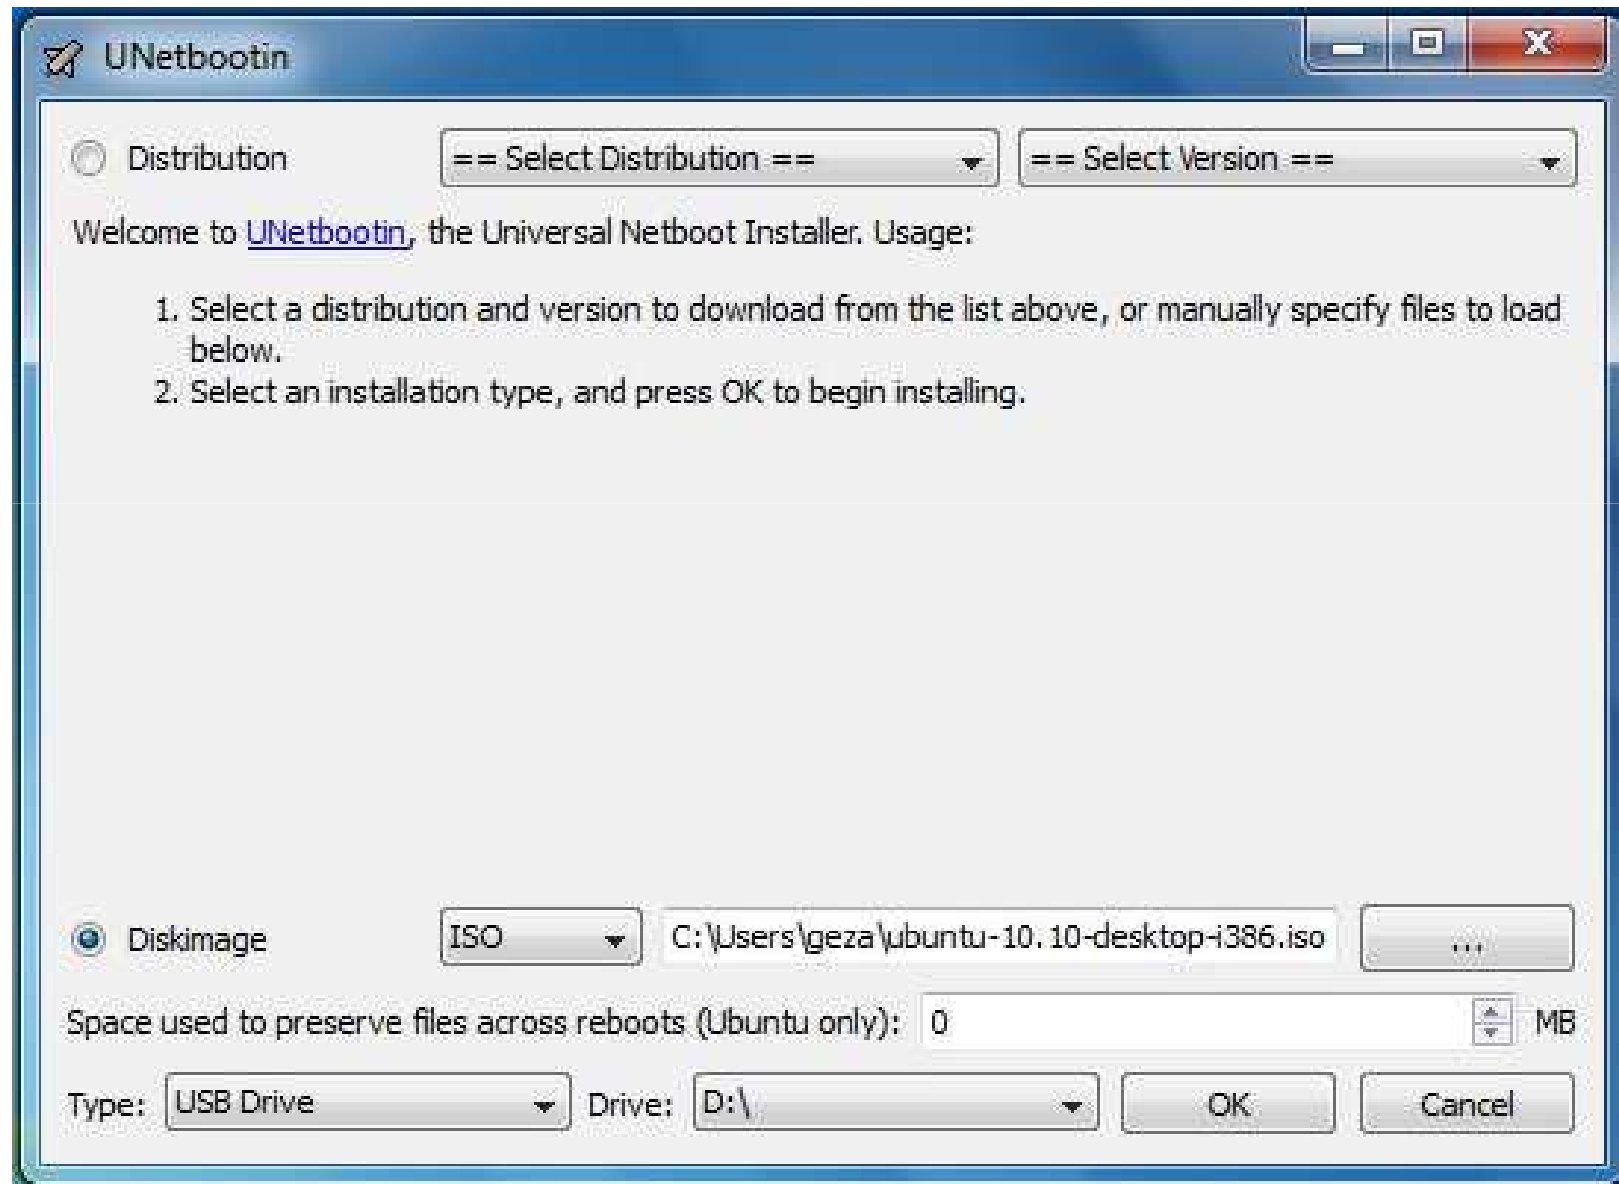 UNetbootin
Distribution == Select Distribution == == Select Version ==
Welcome to UNetbootin, the Universal Netboot Installer. Usage:
1. Select a distribution and version to download from the list above, or manually specify files to load
below.
2. Select an installation type, and press OK to begin installing.
Diskimage ISO C:\Users\geza\ubuntu-10.10-desktop-i386.iso ...
Space used to preserve files across reboots (Ubuntu only): 0 MB
Type: USB Drive Drive: D:\ OK Cancel